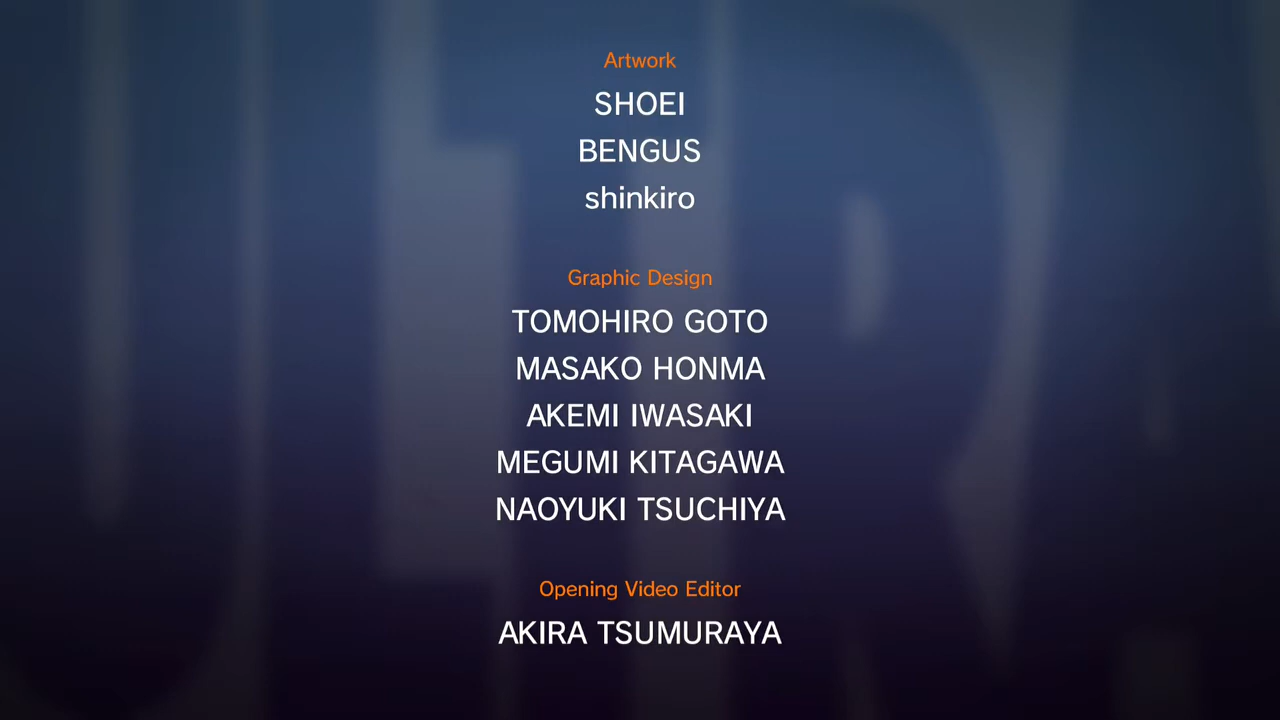 Artwork
SHOEI
BENGUS
shinkiro
Graphic Design
TOMOHIRO GOTO
MASAKO HONMA
AKEMI IWASAKI
MEGUMI KITAGAWA
NAOYUKI TSUCHIYA
Opening Video Editor
AKIRA TSUMURAYA